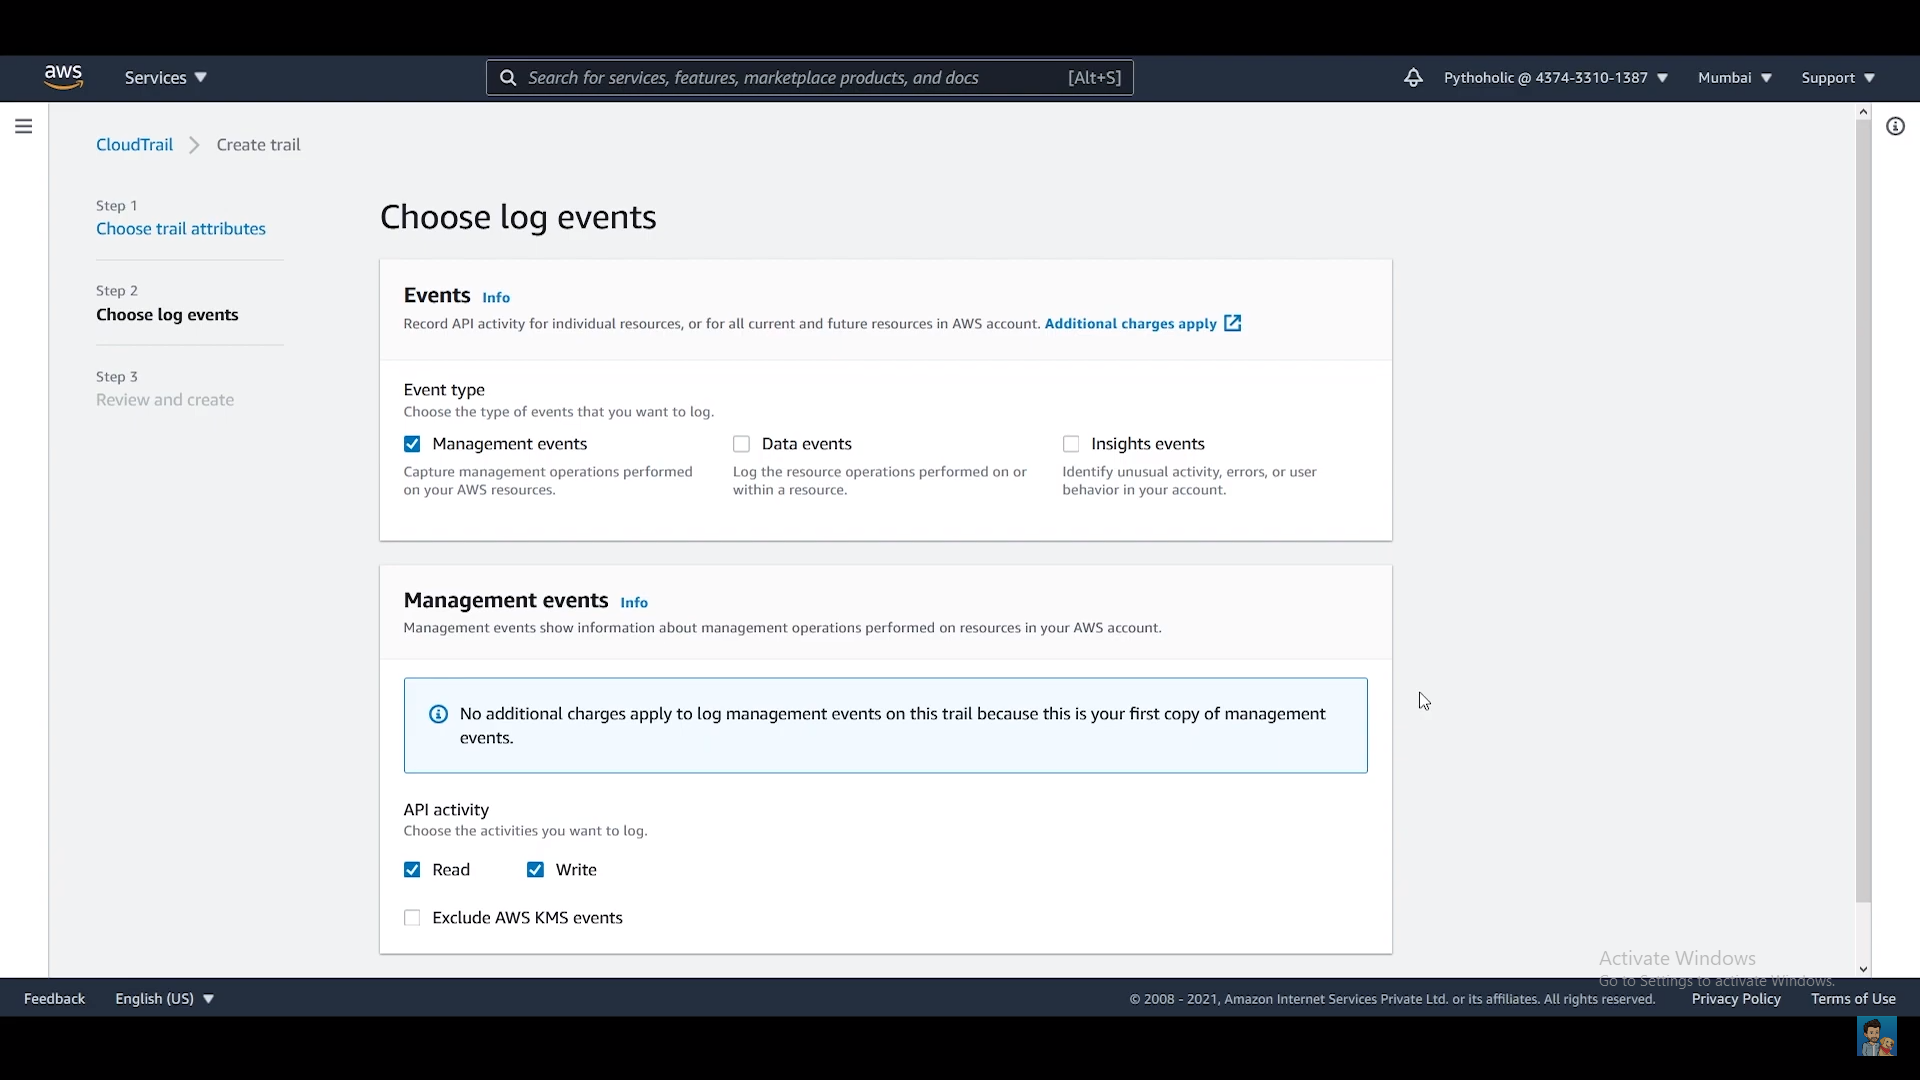 aws
Services
Search for services, features, marketplace products, and docs [Alt+S]
Pythoholic @ 4374-3310-1387
Mumbai
Support
CloudTrail
Create trail
Step 1
Choose trail attributes
Step 2
Choose log events
Step 3
Review and create
Choose log events
Events Info
Record API activity for individual resources, or for all current and future resources in AWS account. Additional charges apply
Event type
Choose the type of events that you want to log.
Management events
Capture management operations performed
on your AWS resources.
Data events
Log the resource operations performed on or
within a resource.
Insights events
Identify unusual activity, errors, or user
behavior in your account.
Management events Info
Management events show information about management operations performed on resources in your AWS account.
No additional charges apply to log management events on this trail because this is your first copy of management
events.
API activity
Choose the activities you want to log.
Read
Write
Exclude AWS KMS events
Activate Windows
Go to Settings to activate Windows.
Feedback
English (US)
© 2008 - 2021, Amazon Internet Services Private Ltd. or its affiliates. All rights reserved.
Privacy Policy
Terms of Use